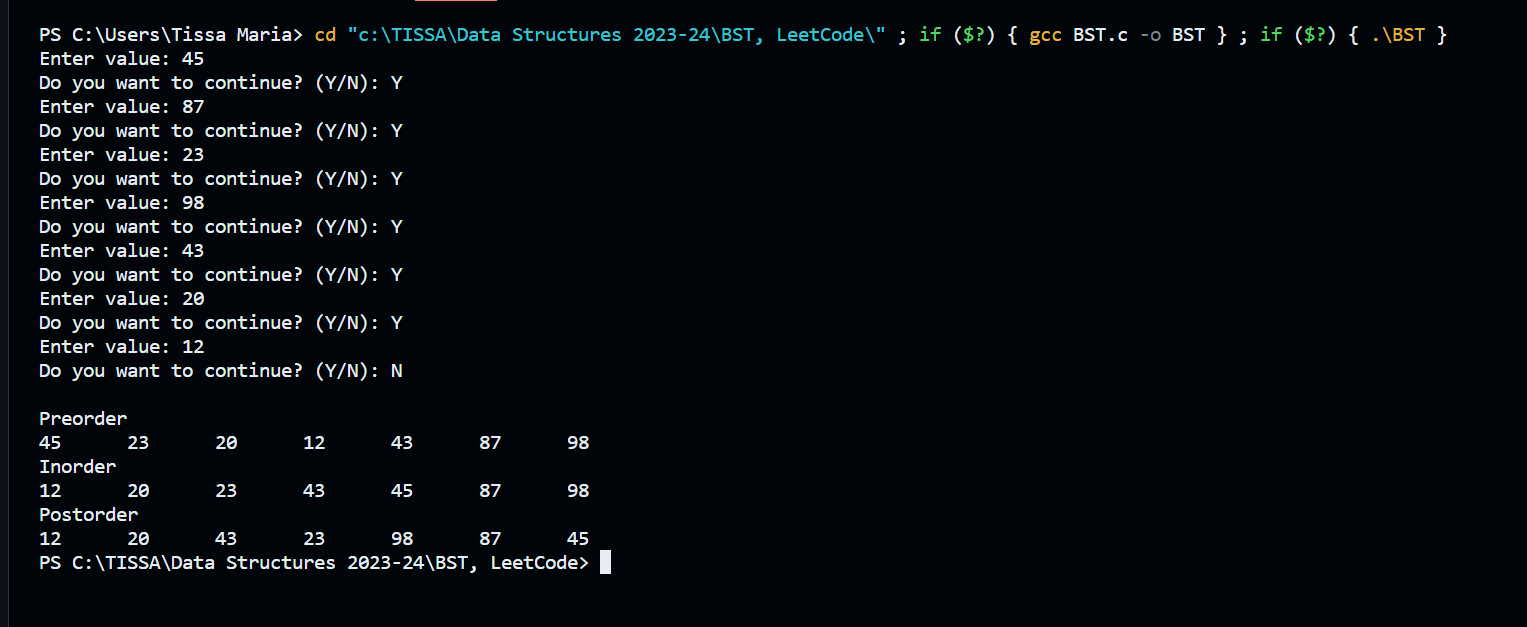 PS C:\Users\Tissa Maria> cd "c:\TISSA\Data Structures 2023-24\BST, LeetCode\" ; if ($?) { gcc BST.c -o BST } ; if ($?) { .\BST }
Enter value: 45
Do you want to continue? (Y/N): Y
Enter value: 87
Do you want to continue? (Y/N): Y
Enter value: 23
Do you want to continue? (Y/N): Y
Enter value: 98
Do you want to continue? (Y/N): Y
Enter value: 43
Do you want to continue? (Y/N): Y
Enter value: 20
Do you want to continue? (Y/N): Y
Enter value: 12
Do you want to continue? (Y/N): N

Preorder
45      23      20      12      43      87      98
Inorder
12      20      23      43      45      87      98
Postorder
12      20      43      23      98      87      45
PS C:\TISSA\Data Structures 2023-24\BST, LeetCode>